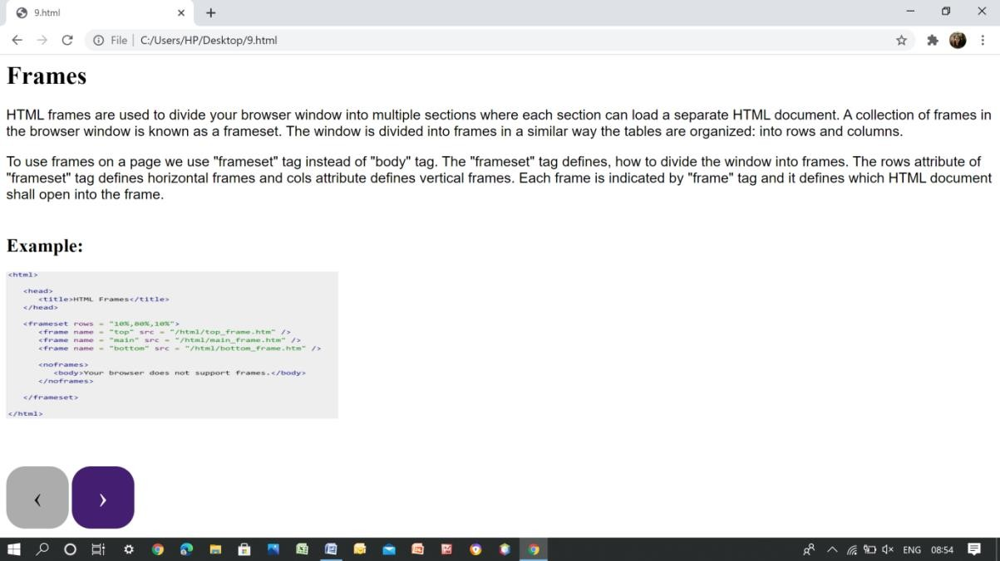 9.html
File C:/Users/HP/Desktop/9.html
Frames
HTML frames are used to divide your browser window into multiple sections where each section can load a separate HTML document. A collection of frames in
the browser window is known as a frameset. The window is divided into frames in a similar way the tables are organized: into rows and columns.
To use frames on a page we use "frameset" tag instead of "body" tag. The "frameset" tag defines, how to divide the window into frames. The rows attribute of
"frameset" tag defines horizontal frames and cols attribute defines vertical frames. Each frame is indicated by "frame" tag and it defines which HTML document
shall open into the frame.
Example:
<html>
<head>
<title>HTML Frames</title>
</head>
<frameset rows = "10%,80%,10%">
<frame name = "top" src = "/html/top_frame.htm" />
<frame name = "main" src = "/html/main_frame.htm" />
<frame name = "bottom" src = "/html/bottom_frame.htm" />
<noframes>
<body>Your browser does not support frames.</body>
</noframes>
</frameset>
</html>
‹ ›
ENG 08:54